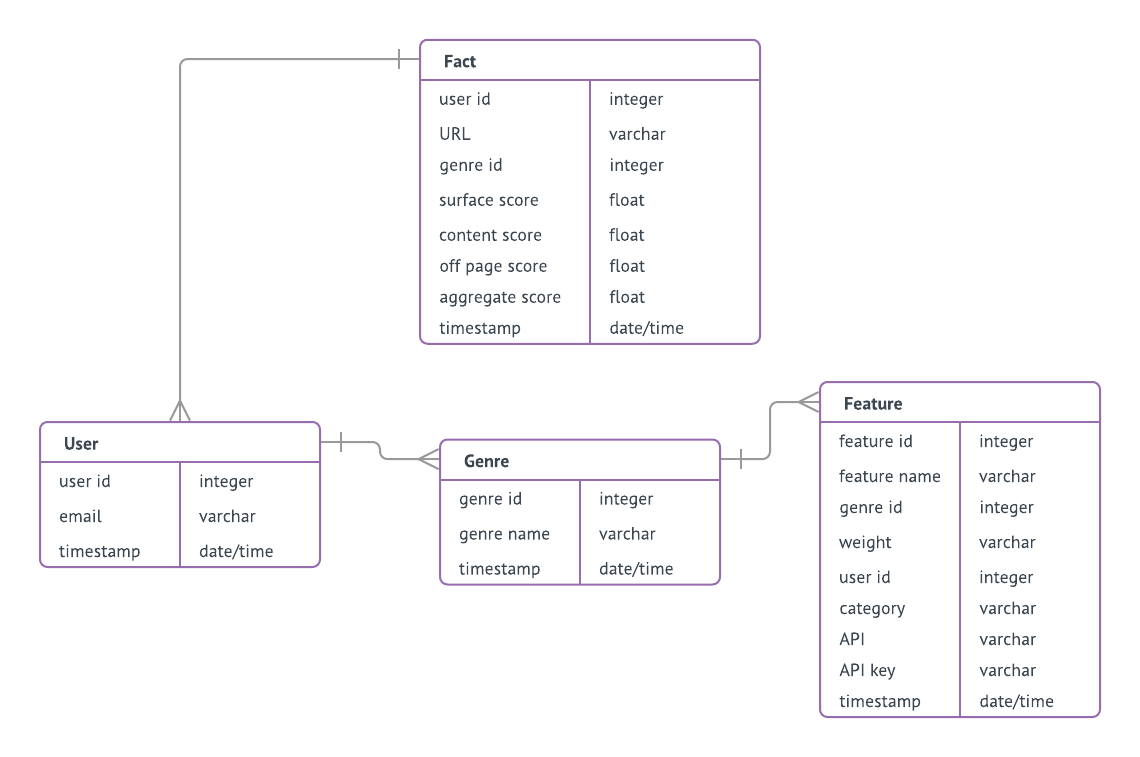 Fact
user id integer
URL varchar
genre id integer
surface score float
content score float
off page score float
aggregate score float
timestamp date/time
User
user id integer
email varchar
timestamp date/time
Genre
genre id integer
genre name varchar
timestamp date/time
Feature
feature id integer
feature name varchar
genre id integer
weight varchar
user id integer
category varchar
API varchar
API key varchar
timestamp date/time